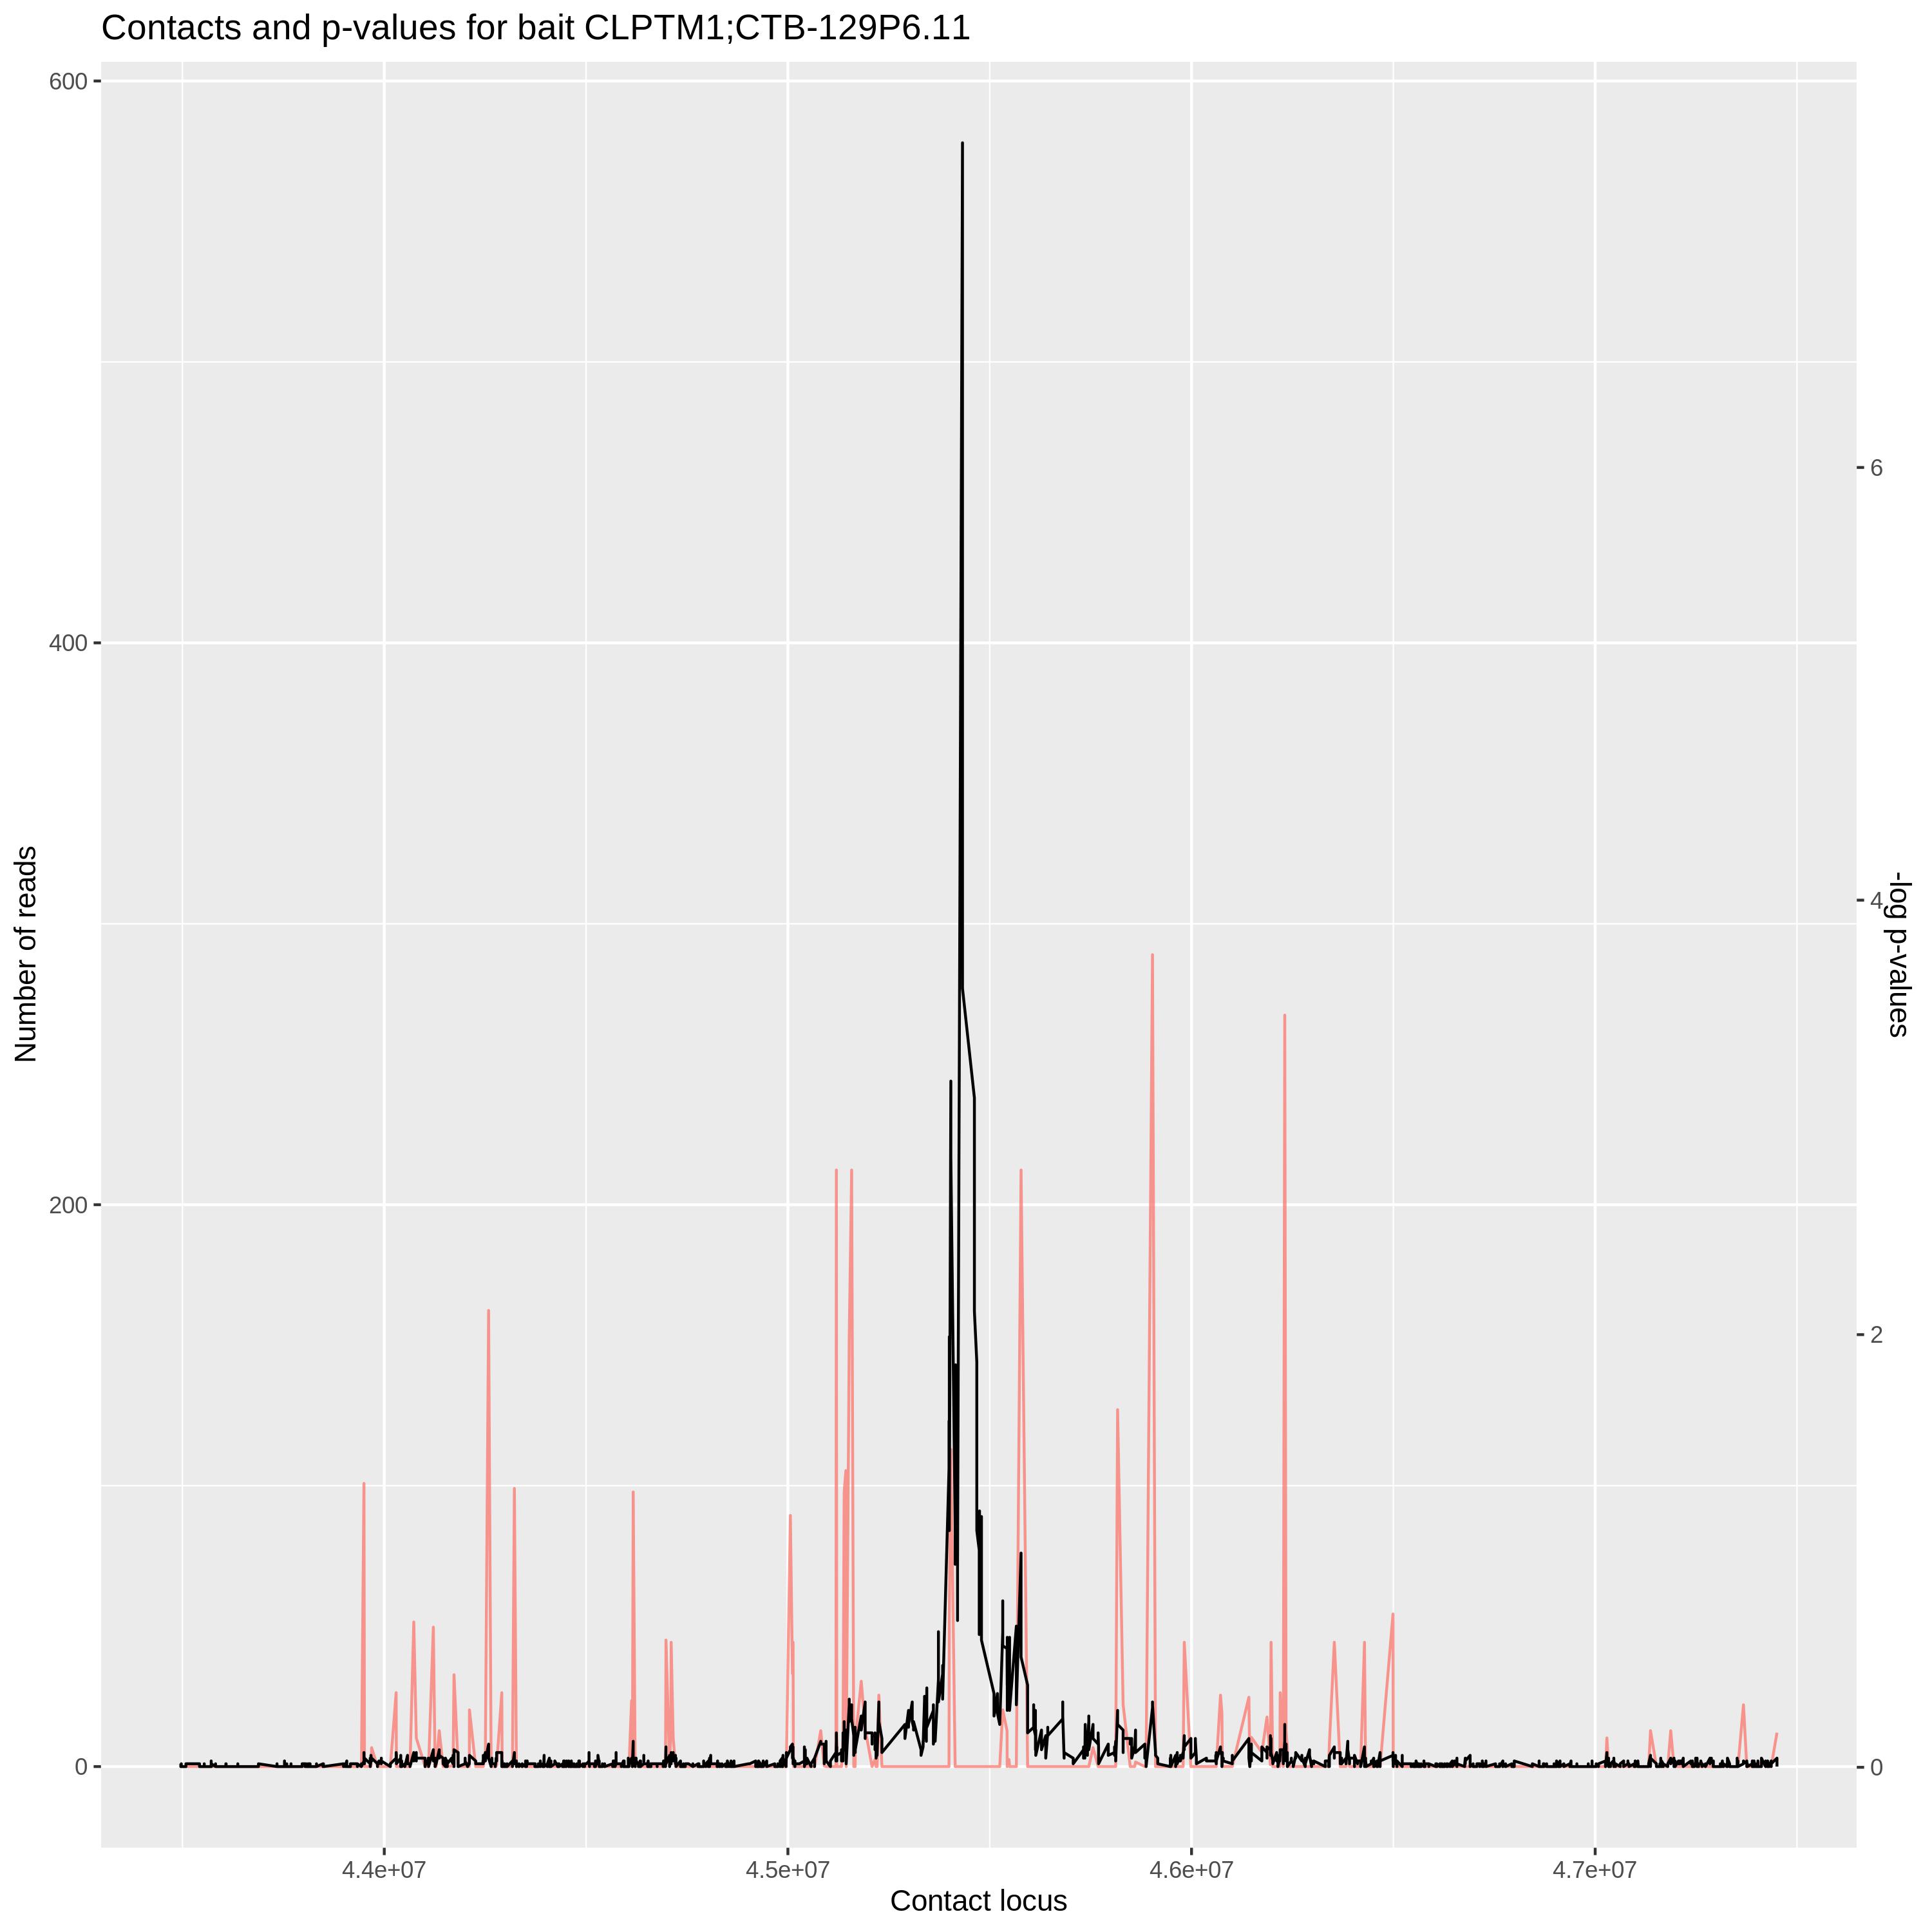 Contacts and p-values for bait CLPTM1;CTB-129P6.11
600
400
200
0
Number of reads
6
4
2
0
-log p-values
4.4e+07
4.5e+07
4.6e+07
4.7e+07
Contact locus